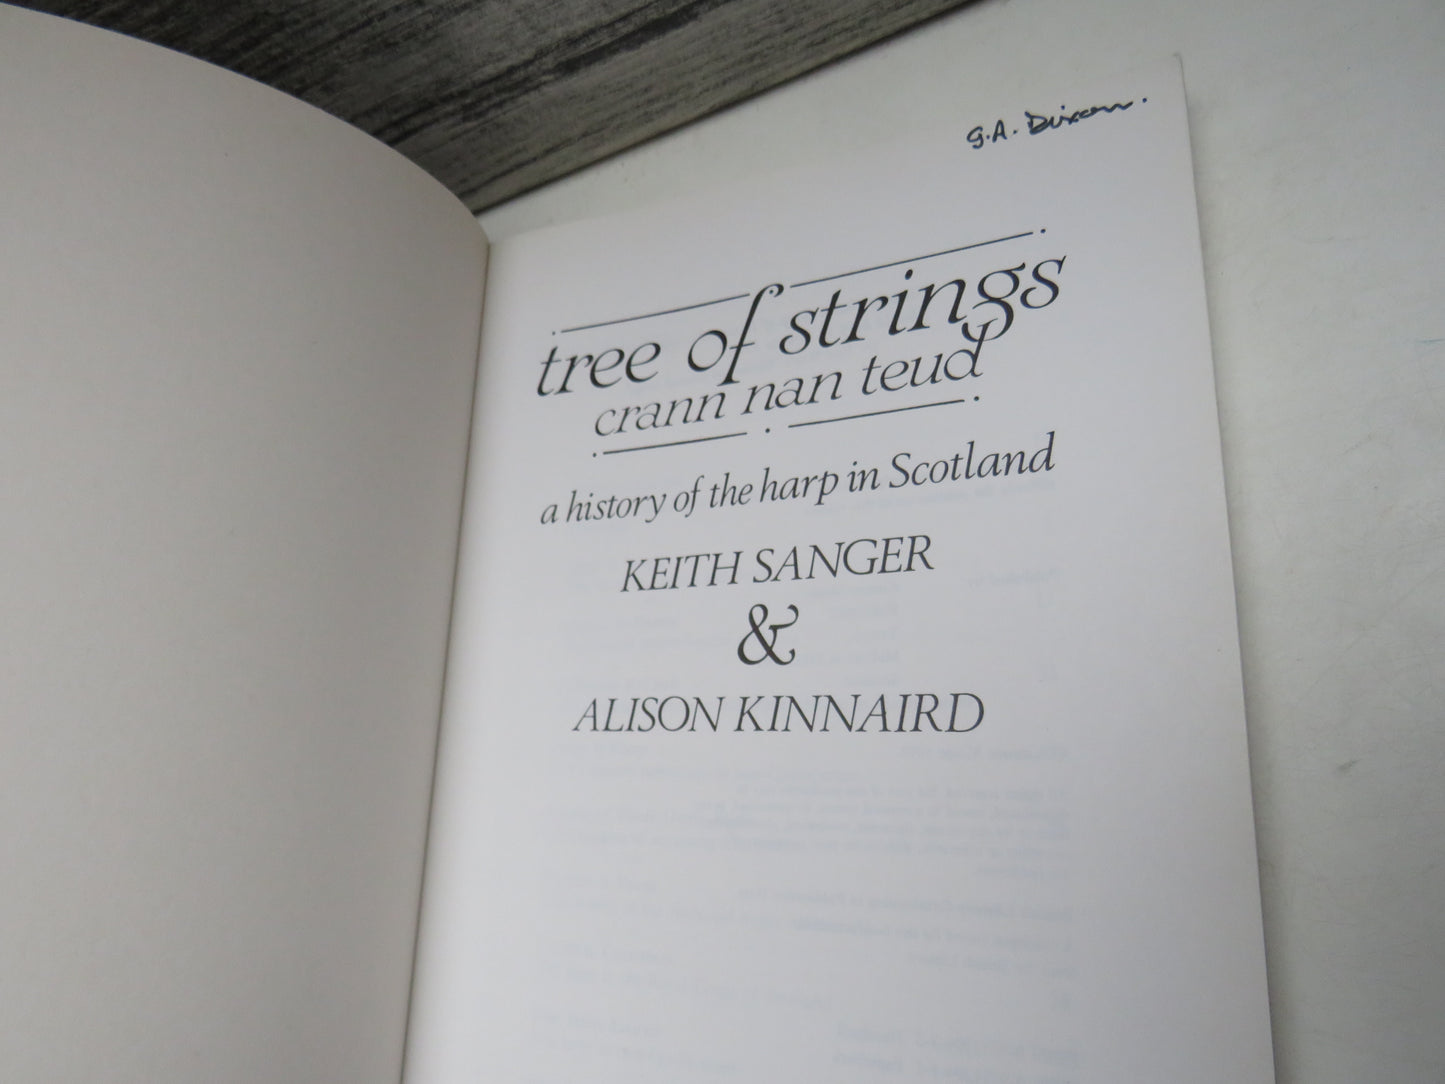 G.A. Dixon.
tree of strings
crann nan teud
a history of the harp in Scotland
KEITH SANGER
&
ALISON KINNAIRD